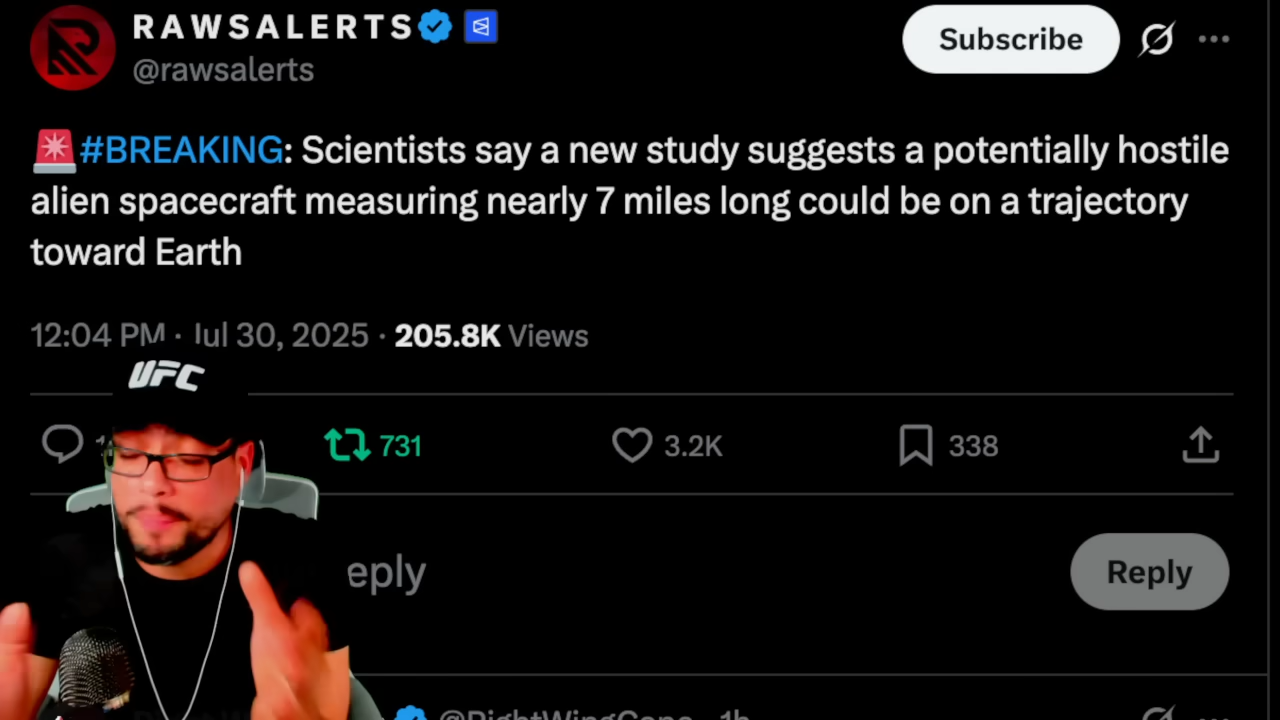 RAWSALERTS
Subscribe
@rawsalerts
#BREAKING: Scientists say a new study suggests a potentially hostile
alien spacecraft measuring nearly 7 miles long could be on a trajectory
toward Earth
12:04 PM · Jul 30, 2025 · 205.8K Views
UFC
731
3.2K
338
eply
Reply
1h